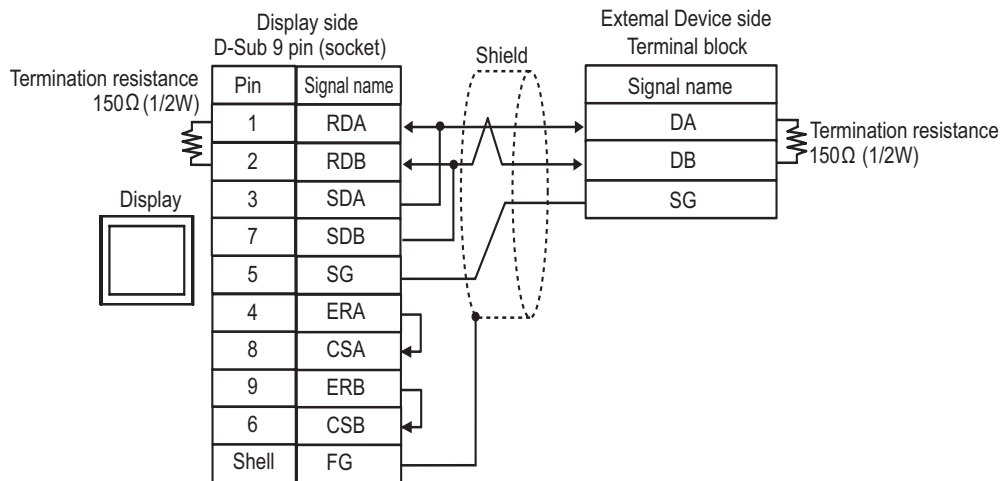 Display side
D-Sub 9 pin (socket)
External Device side
Terminal block
Shield
Termination resistance
150Ω (1/2W)
Pin Signal name
1 RDA
2 RDB
3 SDA
7 SDB
5 SG
4 ERA
8 CSA
9 ERB
6 CSB
Shell FG
Display
Signal name
DA
DB
SG
Termination resistance
150Ω (1/2W)